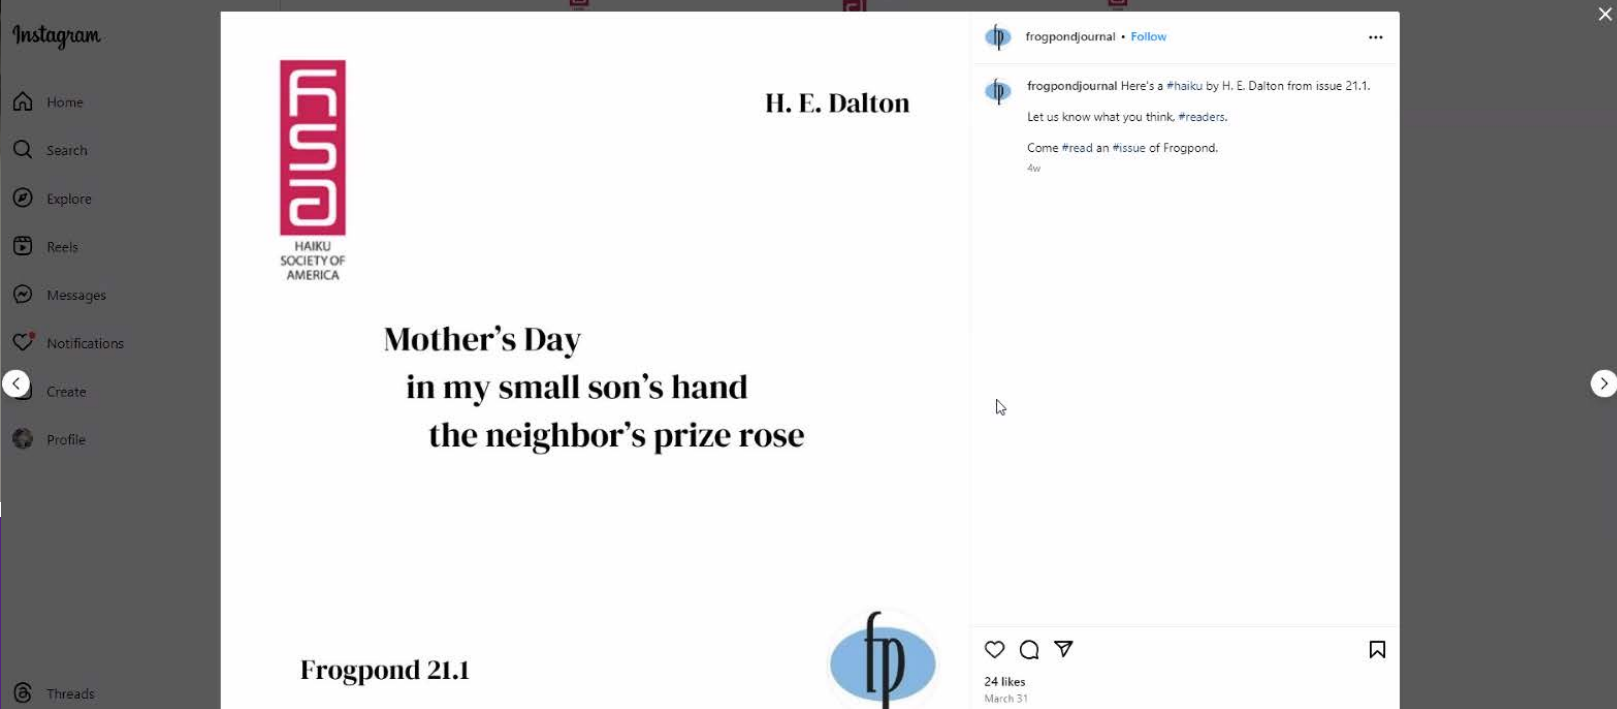 Instagram
Home
Search
Explore
Reels
Messages
Notifications
Create
Profile
Threads
hsa
HAIKU
SOCIETY OF
AMERICA
H. E. Dalton
Mother's Day
in my small son's hand
the neighbor's prize rose
Frogpond 21.1
fp
fp
frogpondjournal • Follow
fp
frogpondjournal Here's a #haiku by H. E. Dalton from issue 21.1.
Let us know what you think, #readers.
Come #read an #issue of Frogpond.
4w
24 likes
March 31